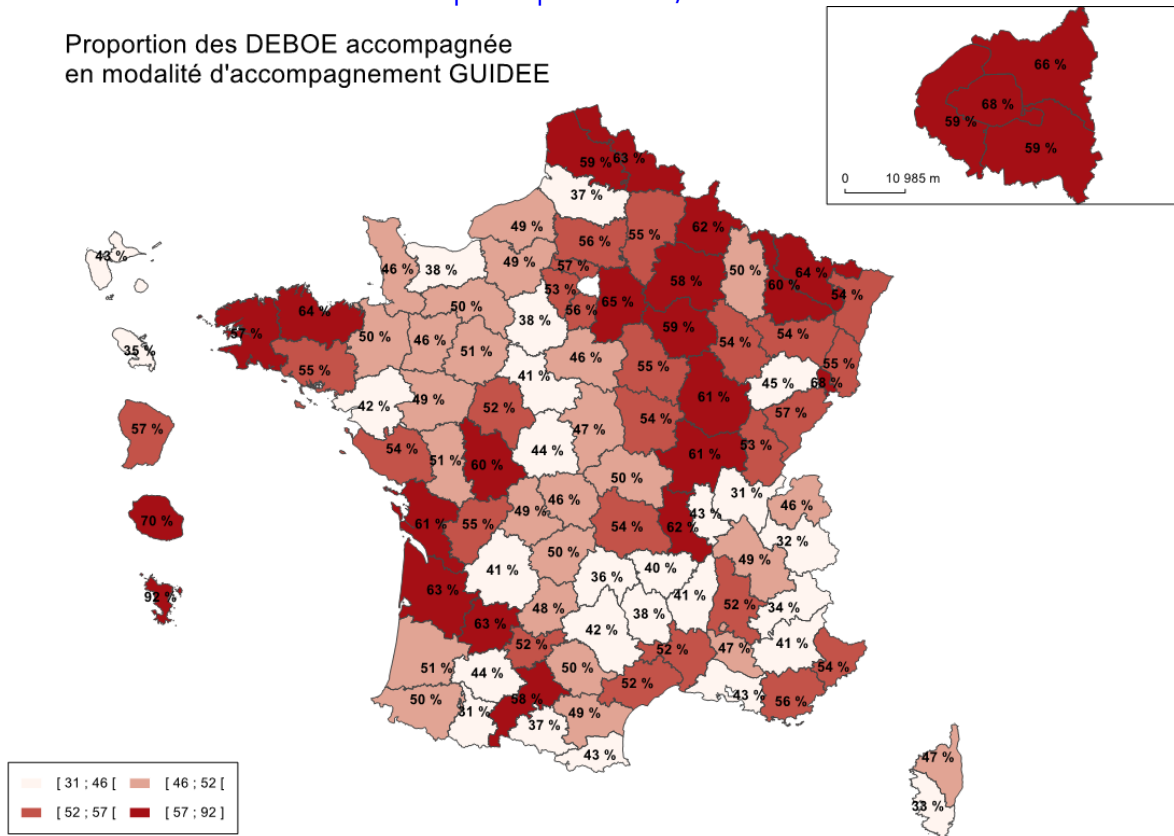 Proportion des DEBOE accompagnée
en modalité d'accompagnement GUIDEE
66 %
68 %
59 %
59 %
0 10 985 m
59 % 63 %
37 %
49 % 56 % 55 % 62 %
43 % 46 % 38 % 49 % 57 % 58 % 50 % 60 % 64 %
53 % 54 %
64 % 50 % 56 % 65 %
57 % 50 % 46 % 51 % 38 % 59 % 54 % 54 %
35 % 55 % 46 % 55 % 55 %
41 % 45 % 68 %
42 % 49 % 52 % 61 % 57 %
57 % 54 % 47 % 54 %
51 % 60 % 44 % 61 % 53 %
50 %
70 % 61 % 55 % 49 % 46 % 54 % 62 % 43 % 31 % 46 %
32 %
41 % 50 % 36 % 40 % 49 %
92 % 63 % 48 % 38 % 41 % 52 % 34 %
63 % 42 %
52 % 52 % 47 % 41 %
51 % 44 % 50 % 54 %
50 % 31 % 58 % 52 % 43 % 56 %
37 % 49 %
43 % 47 %
33 %
[ 31 ; 46 [ [ 46 ; 52 [
[ 52 ; 57 [ [ 57 ; 92 ]